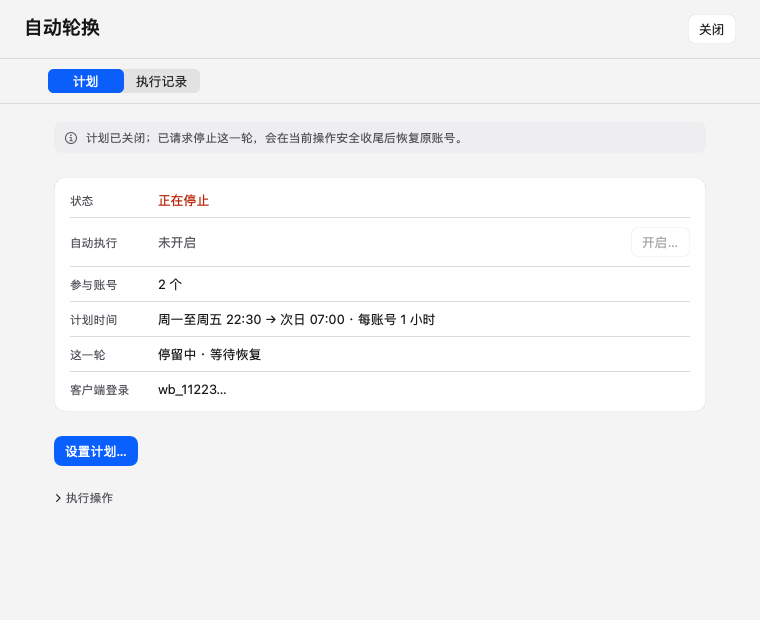 自动轮换
关闭
计划
执行记录
计划已关闭；已请求停止这一轮，会在当前操作安全收尾后恢复原账号。
状态 正在停止
自动执行 未开启 开启...
参与账号 2 个
计划时间 周一至周五 22:30 → 次日 07:00 · 每账号 1 小时
这一轮 停留中 · 等待恢复
客户端登录 wb_11223...
设置计划...
执行操作